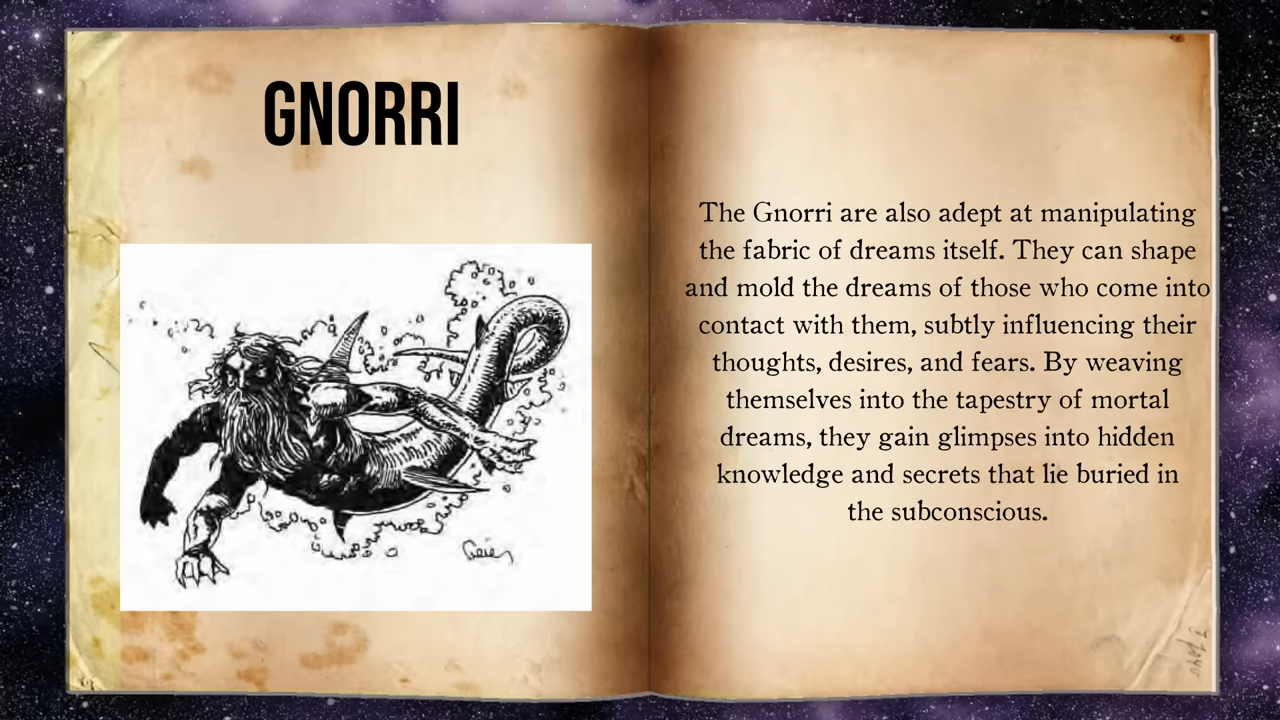 GNORRI
The Gnorri are also adept at manipulating
the fabric of dreams itself. They can shape
and mold the dreams of those who come into
contact with them, subtly influencing their
thoughts, desires, and fears. By weaving
themselves into the tapestry of mortal
dreams, they gain glimpses into hidden
knowledge and secrets that lie buried in
the subconscious.